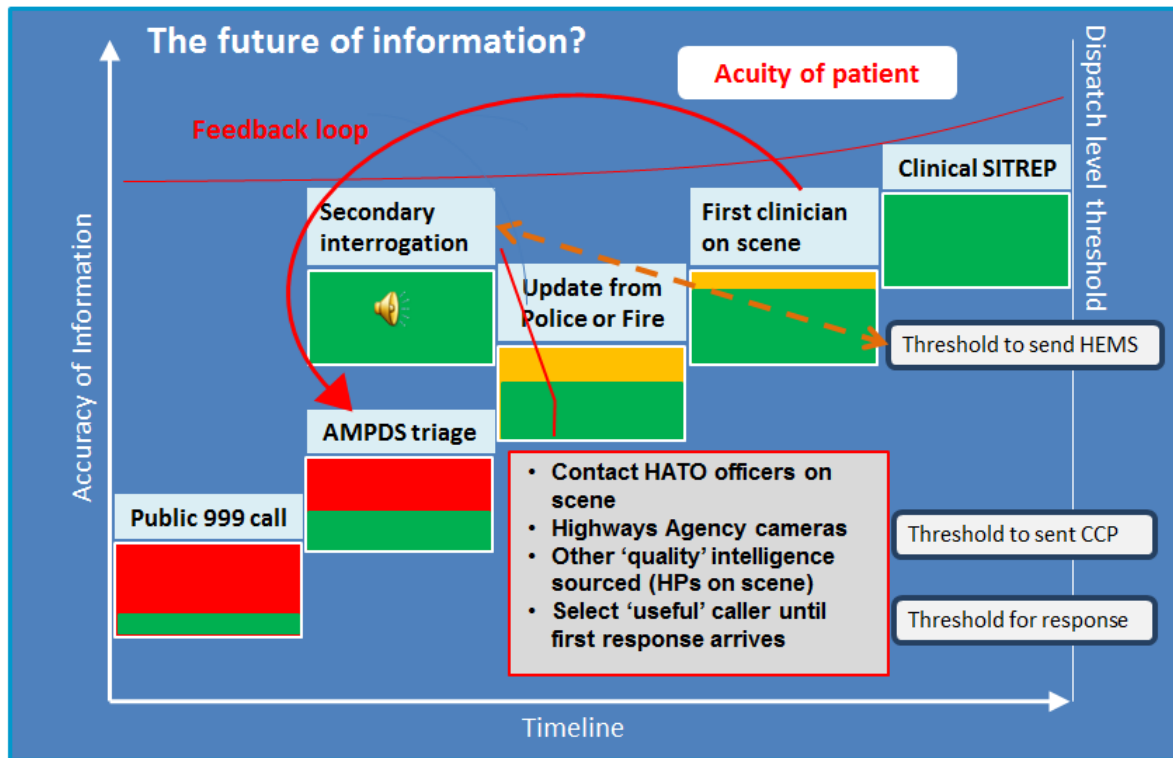 The future of information?
Acuity of patient
Feedback loop
Dispatch level threshold
Accuracy of Information
Clinical SITREP
Secondary
interrogation
First clinician
on scene
Update from
Police or Fire
Threshold to send HEMS
AMPDS triage
Public 999 call
• Contact HATO officers on
scene
• Highways Agency cameras
• Other ‘quality’ intelligence
sourced (HPs on scene)
• Select ‘useful’ caller until
first response arrives
Threshold to sent CCP
Threshold for response
Timeline